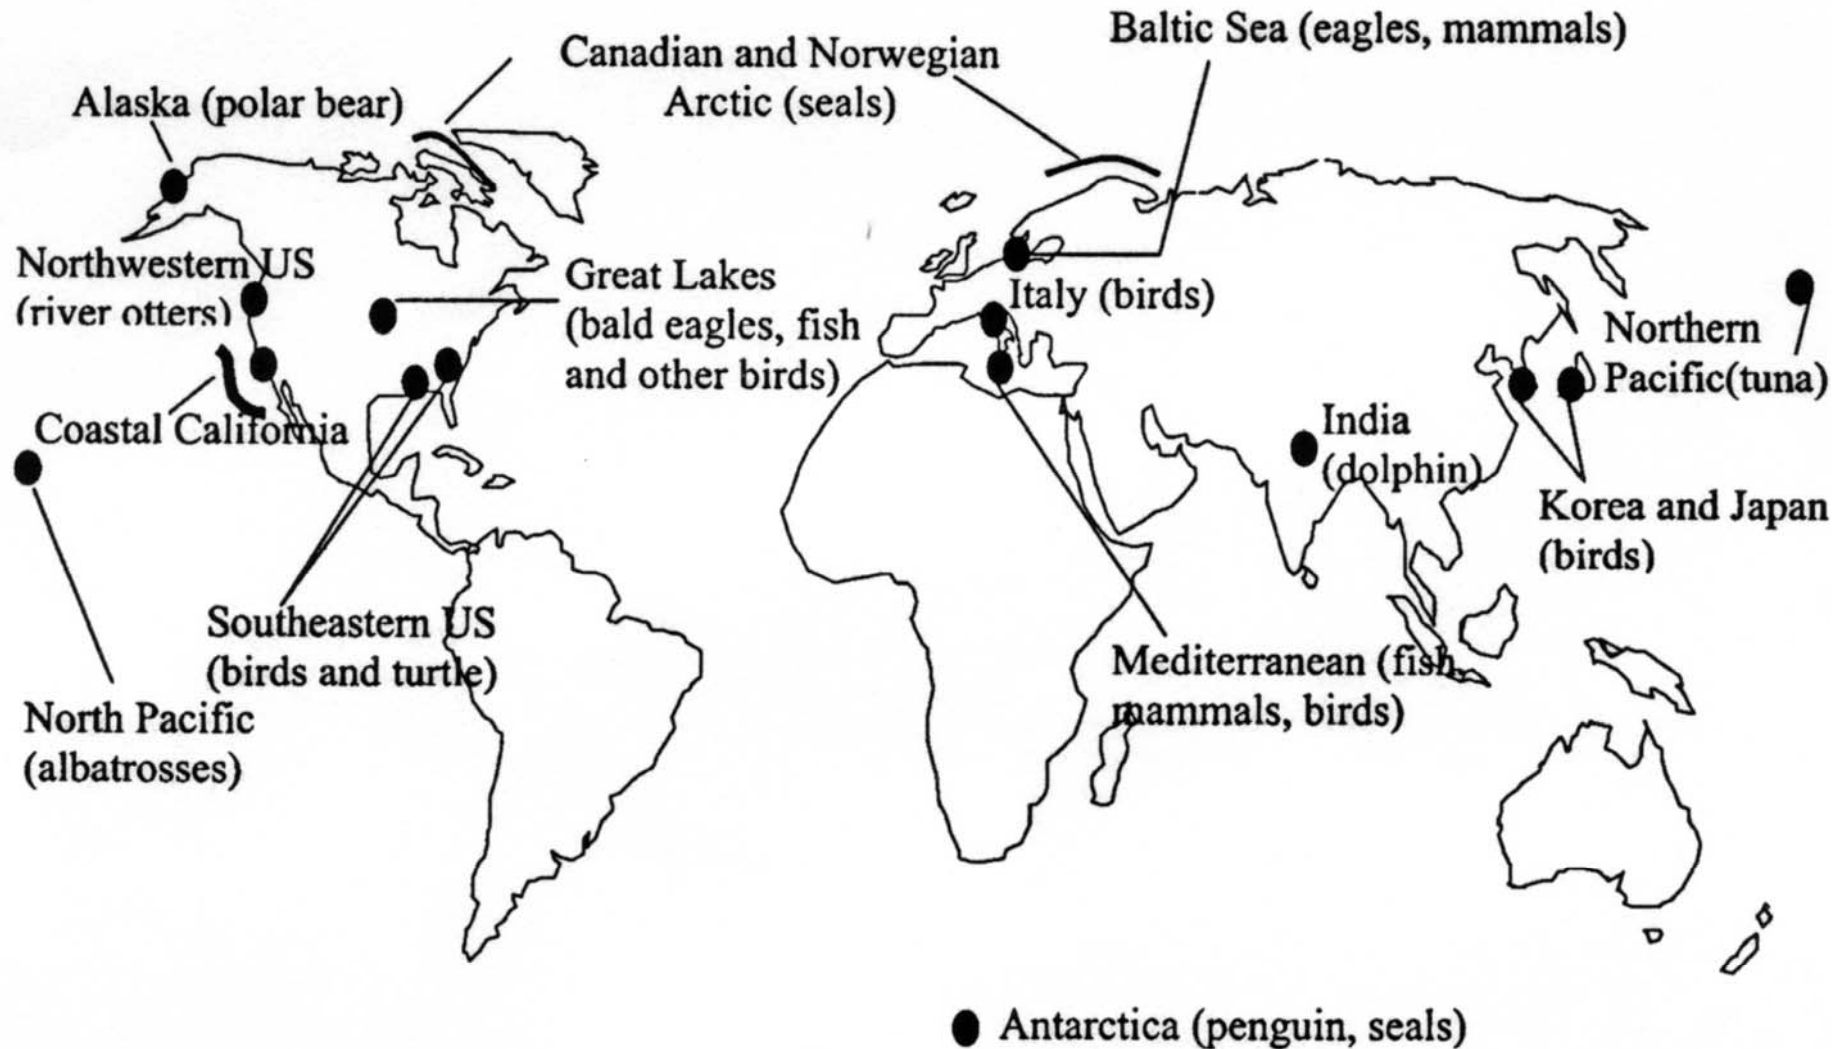 Baltic Sea (eagles, mammals)
Canadian and Norwegian
Arctic (seals)
Alaska (polar bear)
Northwestern US
(river otters)
Great Lakes
(bald eagles, fish
and other birds)
Italy (birds)
Northern
Pacific(tuna)
Coastal California
India
(dolphin)
Korea and Japan
(birds)
Southeastern US
(birds and turtle)
Mediterranean (fish,
mammals, birds)
North Pacific
(albatrosses)
Antarctica (penguin, seals)